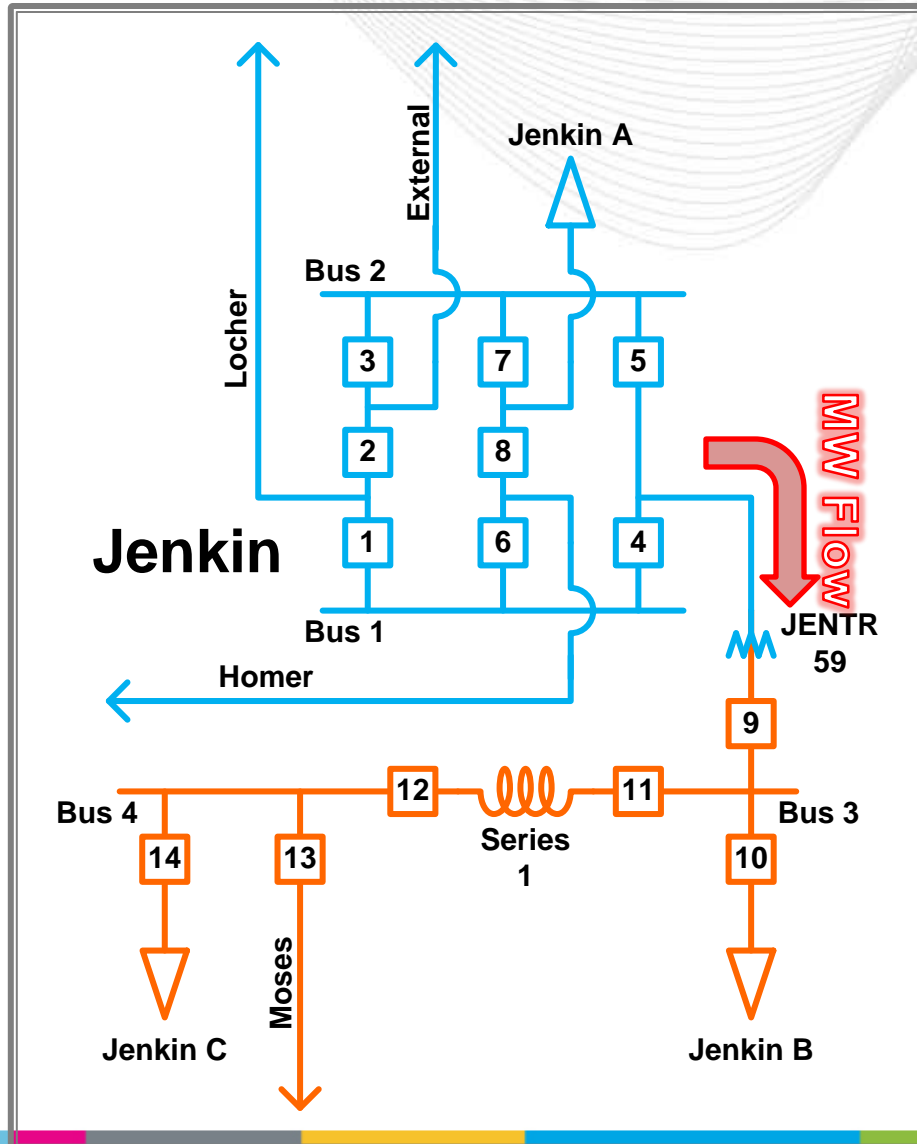 Locher
External
Jenkin A
Bus 2
3
7
5
2
8
MW Flow
Jenkin
1
6
4
Bus 1
JENTR
59
Homer
9
12
11
Bus 4
Series
1
Bus 3
14
13
10
Moses
Jenkin C
Jenkin B